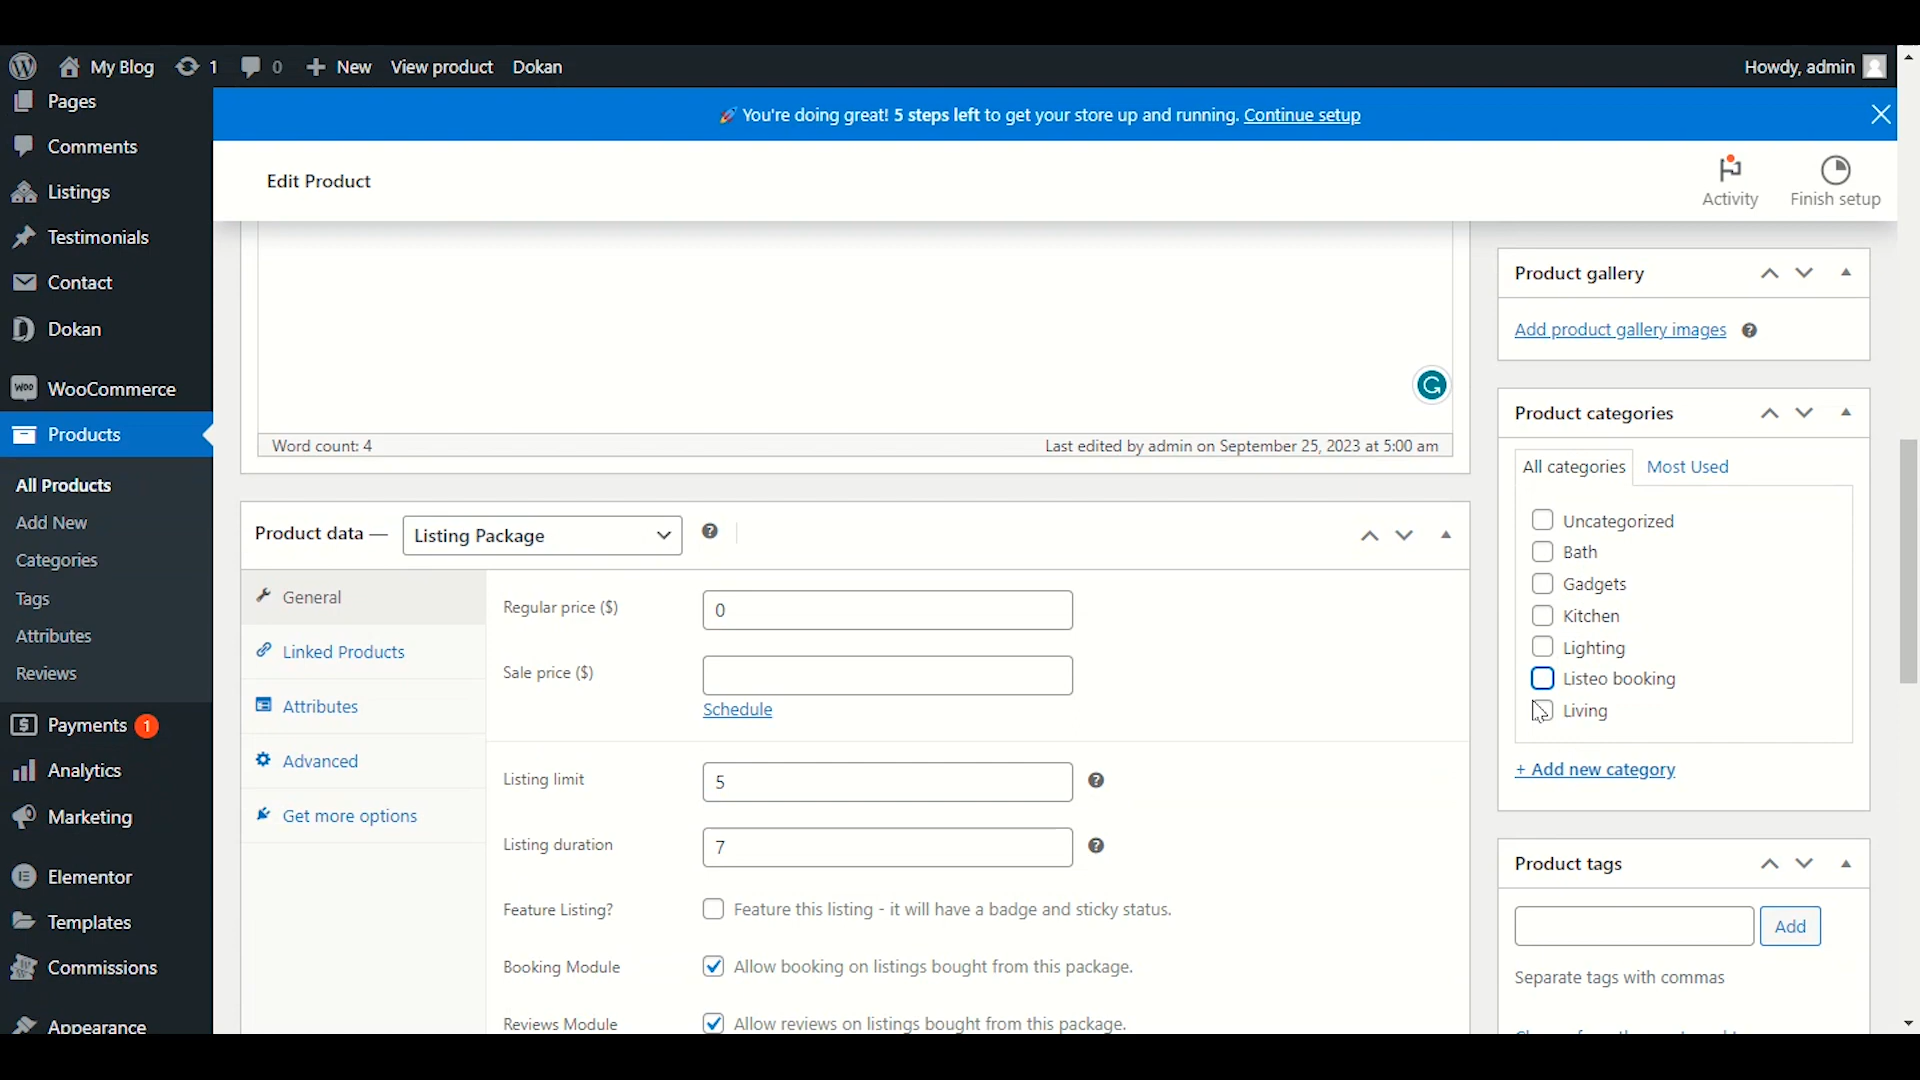 My Blog 1 0 New View product Dokan Howdy, admin
Pages
Comments
Listings
Testimonials
Contact
Dokan
WOO WooCommerce
Products
All Products
Add New
Categories
Tags
Attributes
Reviews
Payments 1
Analytics
Marketing
Elementor
Templates
Commissions
Appearance
🚀 You're doing great! 5 steps left to get your store up and running. Continue setup
Edit Product
Activity
Finish setup
Word count: 4
Last edited by admin on September 25, 2023 at 5:00 am
Product data — Listing Package
General
Linked Products
Attributes
Advanced
Get more options
Regular price ($) 0
Sale price ($)
Schedule
Listing limit 5
Listing duration 7
Feature Listing? Feature this listing - it will have a badge and sticky status.
Booking Module Allow booking on listings bought from this package.
Reviews Module Allow reviews on listings bought from this package.
Product gallery
Add product gallery images
Product categories
All categories Most Used
Uncategorized
Bath
Gadgets
Kitchen
Lighting
Listeo booking
Living
+ Add new category
Product tags
Add
Separate tags with commas